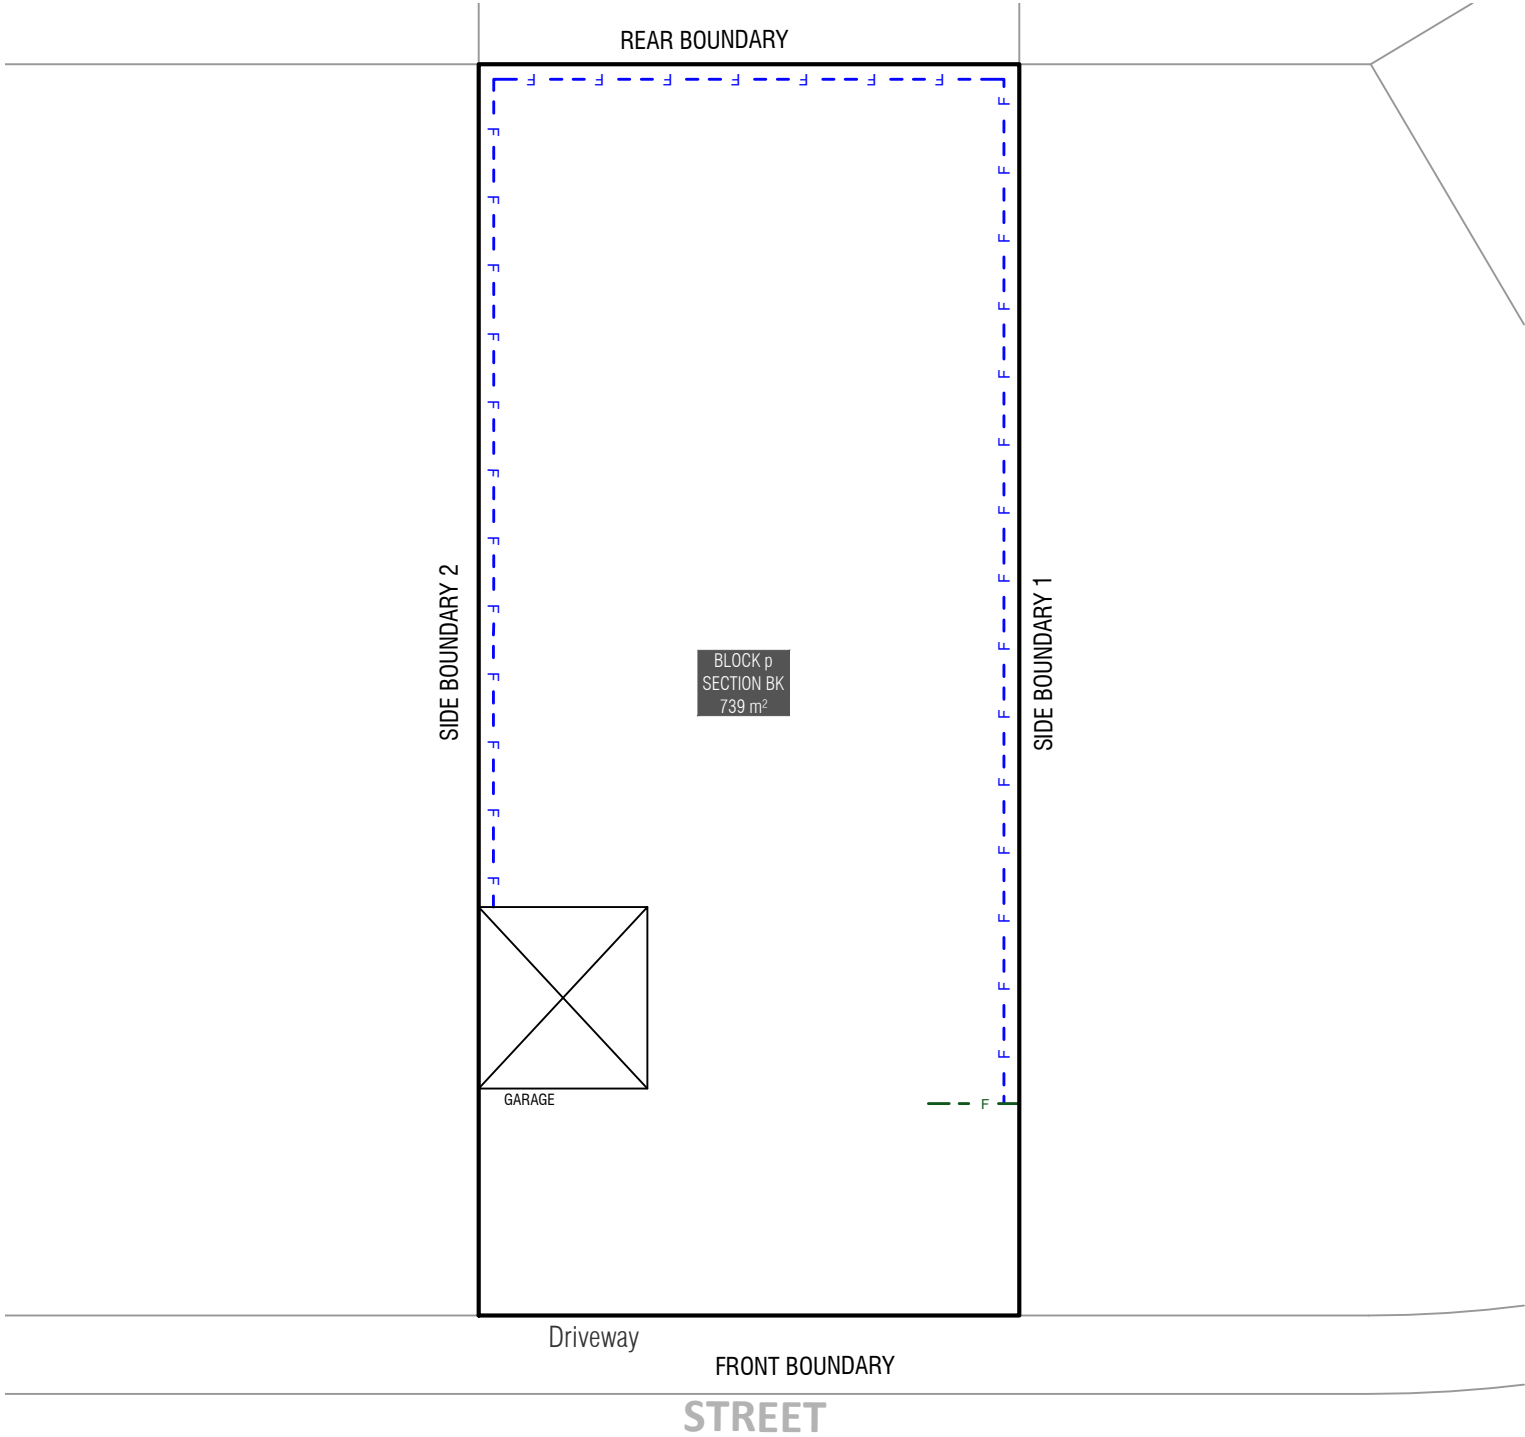 REAR BOUNDARY
F F F F F F F
F F F F F F F F F F F F
F F F F F F F F F F F F F F F
SIDE BOUNDARY 2
SIDE BOUNDARY 1
BLOCK p
SECTION BK
739 m²
GARAGE
F
Driveway
FRONT BOUNDARY
STREET